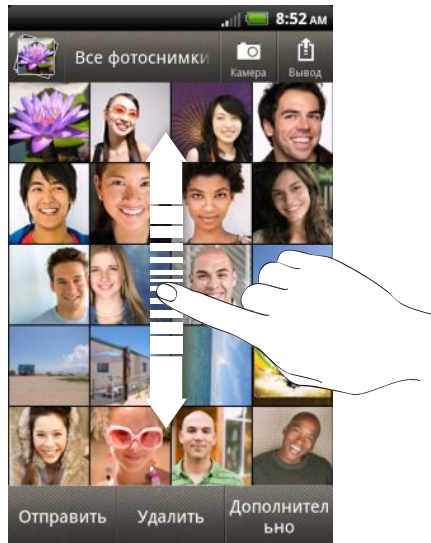 8:52 AM
Все фотоснимки
Камера
Вывод
Отправить
Удалить
Дополнител
ьно